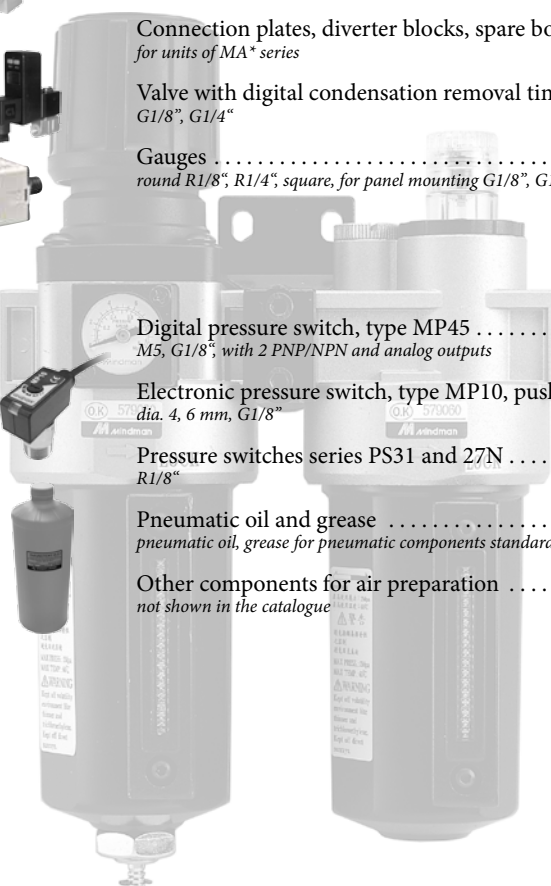 Connection plates, diverter blocks, spare bo
for units of MA* series
Valve with digital condensation removal tim
G1/8”, G1/4“
Gauges . . . . . . . . . . . . . . . . . . . . . . . . . . . . . . . .
round R1/8“, R1/4“, square, for panel mounting G1/8”, G1
Digital pressure switch, type MP45 . . . . . . . .
M5, G1/8“, with 2 PNP/NPN and analog outputs
Electronic pressure switch, type MP10, push
dia. 4, 6 mm, G1/8”
O.K 579060
Mindman
Pressure switches series PS31 and 27N . . . .
LOCK
R1/8“
Pneumatic oil and grease . . . . . . . . . . . . . . .
pneumatic oil, grease for pneumatic components standard
Other components for air preparation . . . .
not shown in the catalogue
WARNING